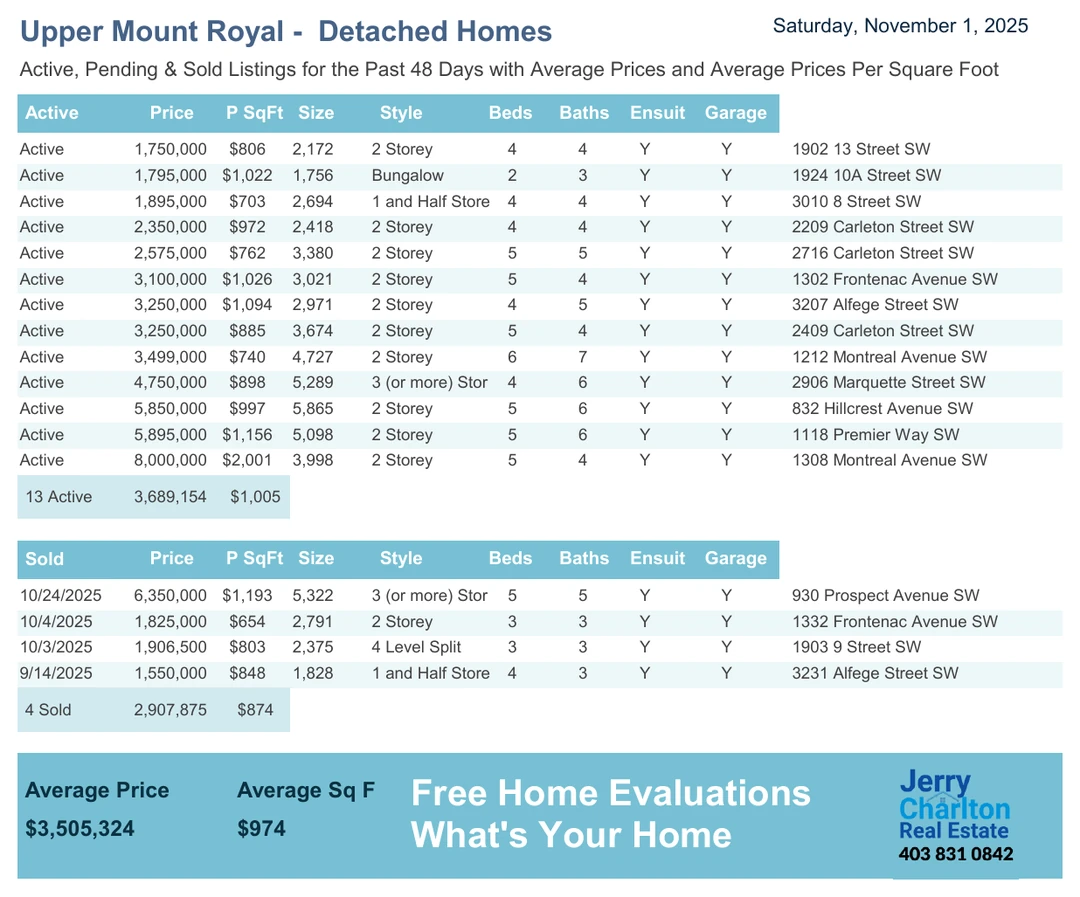 Upper Mount Royal - Detached Homes Saturday, November 1, 2025
Active, Pending & Sold Listings for the Past 48 Days with Average Prices and Average Prices Per Square Foot
Active Price P SqFt Size Style Beds Baths Ensuit Garage
Active 1,750,000 $806 2,172 2 Storey 4 4 Y Y 1902 13 Street SW
Active 1,795,000 $1,022 1,756 Bungalow 2 3 Y Y 1924 10A Street SW
Active 1,895,000 $703 2,694 1 and Half Store 4 4 Y Y 3010 8 Street SW
Active 2,350,000 $972 2,418 2 Storey 4 4 Y Y 2209 Carleton Street SW
Active 2,575,000 $762 3,380 2 Storey 5 5 Y Y 2716 Carleton Street SW
Active 3,100,000 $1,026 3,021 2 Storey 5 4 Y Y 1302 Frontenac Avenue SW
Active 3,250,000 $1,094 2,971 2 Storey 4 5 Y Y 3207 Alfege Street SW
Active 3,250,000 $885 3,674 2 Storey 5 4 Y Y 2409 Carleton Street SW
Active 3,499,000 $740 4,727 2 Storey 6 7 Y Y 1212 Montreal Avenue SW
Active 4,750,000 $898 5,289 3 (or more) Stor 4 6 Y Y 2906 Marquette Street SW
Active 5,850,000 $997 5,865 2 Storey 5 6 Y Y 832 Hillcrest Avenue SW
Active 5,895,000 $1,156 5,098 2 Storey 5 6 Y Y 1118 Premier Way SW
Active 8,000,000 $2,001 3,998 2 Storey 5 4 Y Y 1308 Montreal Avenue SW
13 Active 3,689,154 $1,005
Sold Price P SqFt Size Style Beds Baths Ensuit Garage
10/24/2025 6,350,000 $1,193 5,322 3 (or more) Stor 5 5 Y Y 930 Prospect Avenue SW
10/4/2025 1,825,000 $654 2,791 2 Storey 3 3 Y Y 1332 Frontenac Avenue SW
10/3/2025 1,906,500 $803 2,375 4 Level Split 3 3 Y Y 1903 9 Street SW
9/14/2025 1,550,000 $848 1,828 1 and Half Store 4 3 Y Y 3231 Alfege Street SW
4 Sold 2,907,875 $874
Average Price Average Sq F
$3,505,324 $974
Free Home Evaluations
What's Your Home
Jerry
Charlton
Real Estate
403 831 0842